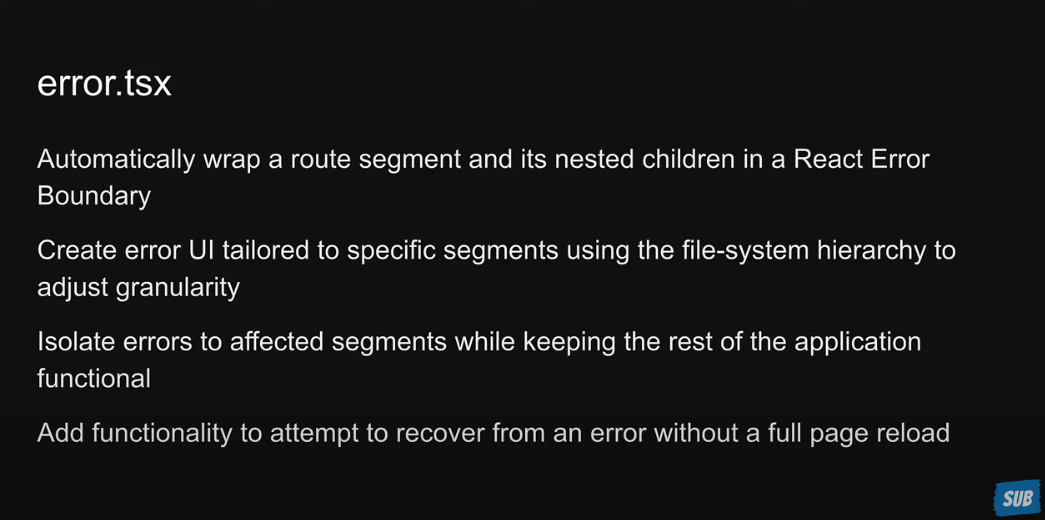 error.tsx
Automatically wrap a route segment and its nested children in a React Error
Boundary
Create error UI tailored to specific segments using the file-system hierarchy to
adjust granularity
Isolate errors to affected segments while keeping the rest of the application
functional
Add functionality to attempt to recover from an error without a full page reload
SUB